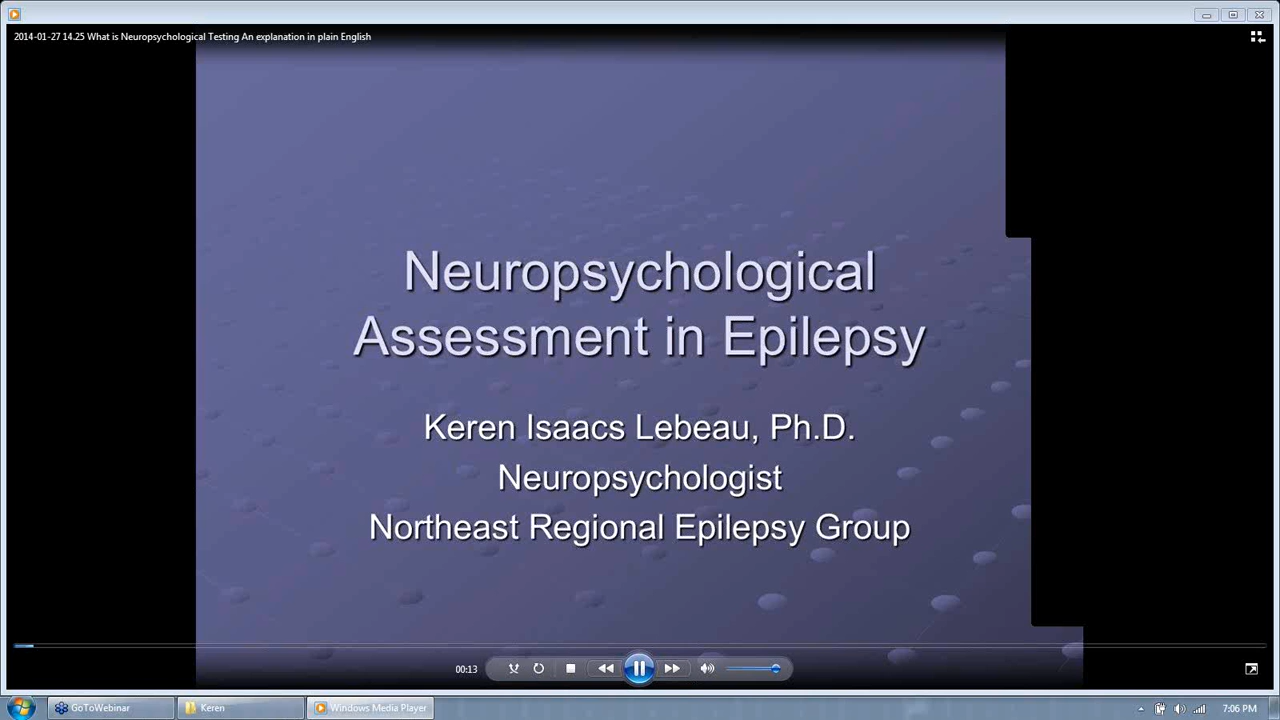 2014-01-27 14.25 What is Neuropsychological Testing An explanation in plain English
Neuropsychological
Assessment in Epilepsy
Keren Isaacs Lebeau, Ph.D.
Neuropsychologist
Northeast Regional Epilepsy Group
00:13
GoToWebinar
Keren
Windows Media Player
7:06 PM